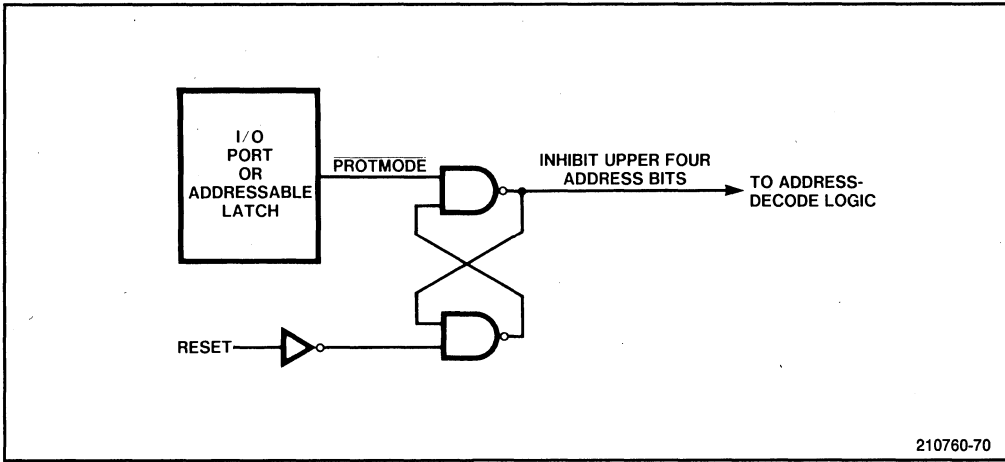 I/O
PORT
OR
ADDRESSABLE
LATCH
PROTMODE
INHIBIT UPPER FOUR
ADDRESS BITS
TO ADDRESS-
DECODE LOGIC
RESET
210760-70